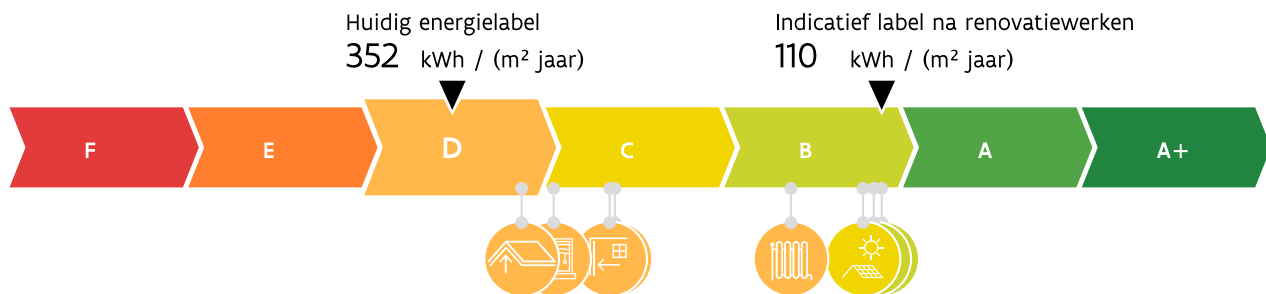 Huidig energielabel
352 kWh / (m² jaar)
Indicatief label na renovatiewerken
110 kWh / (m² jaar)
F
E
D
C
B
A
A+